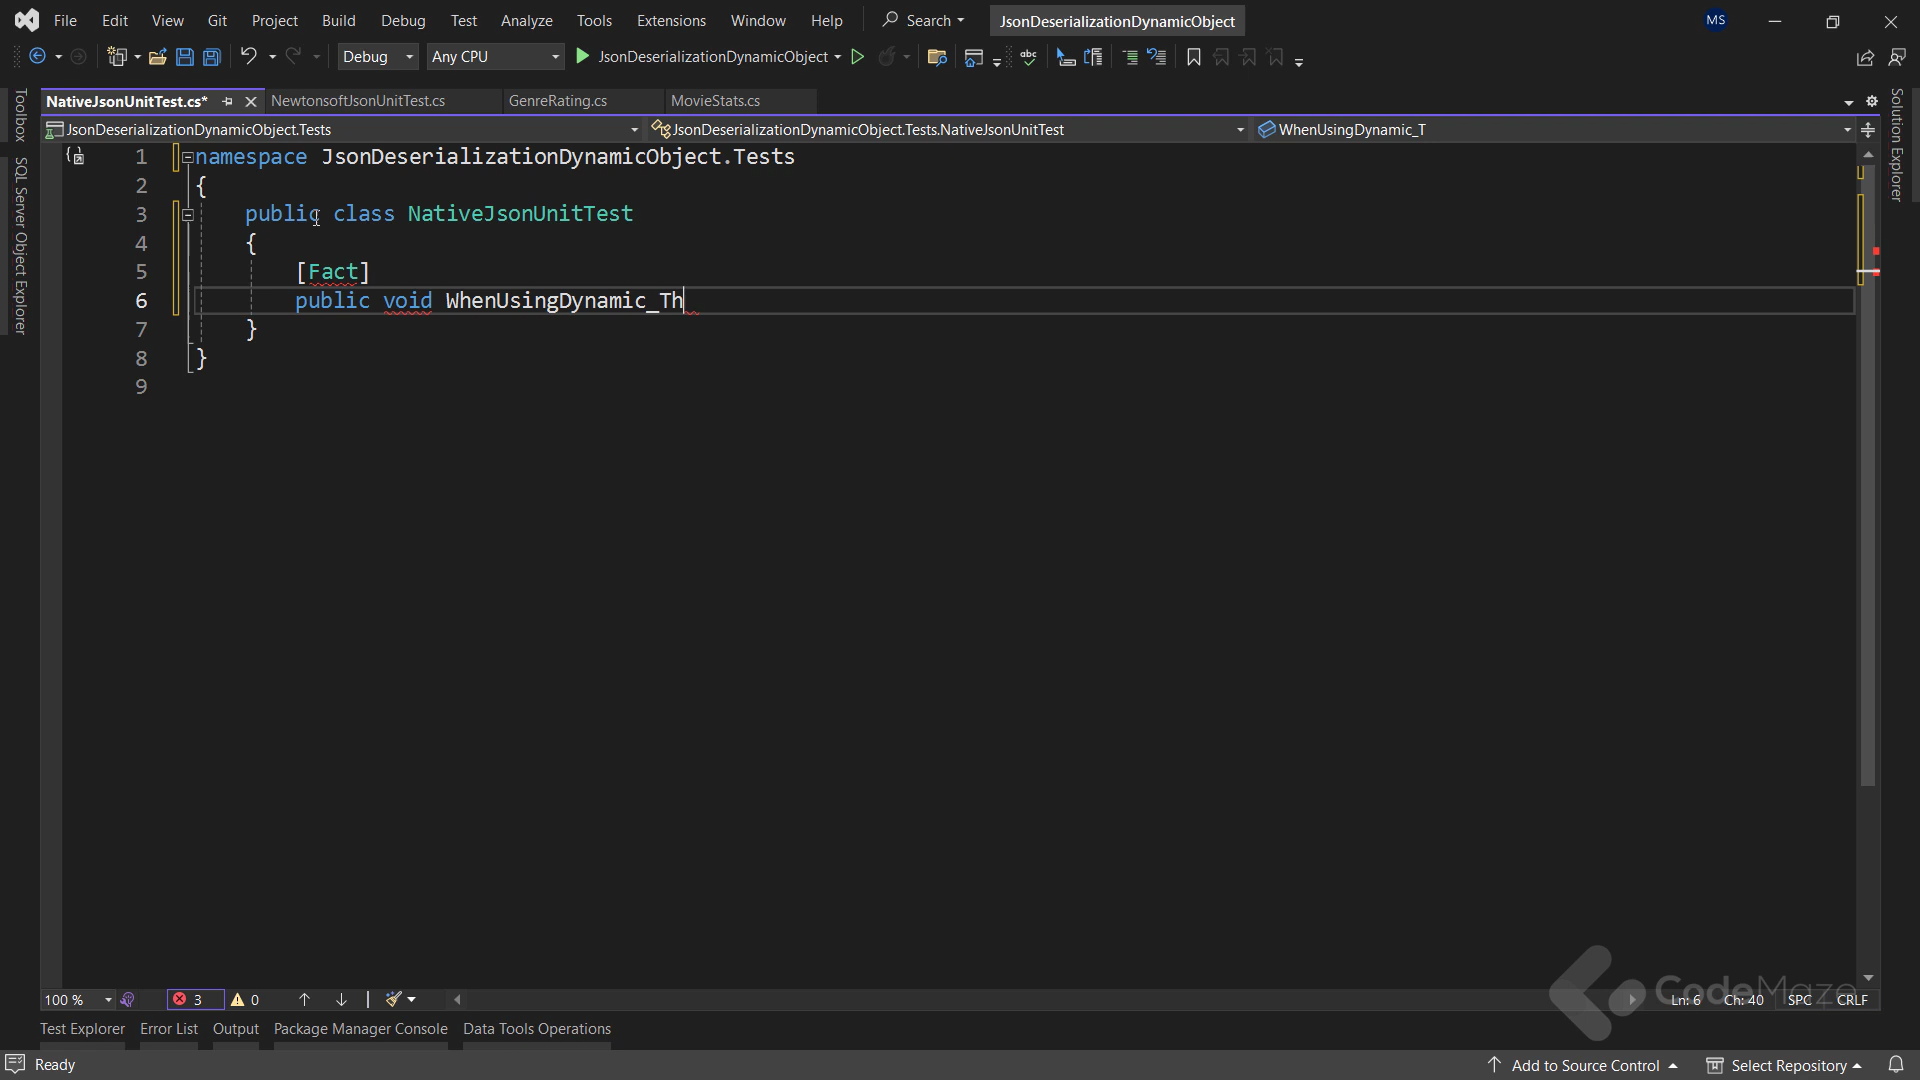 File Edit View Git Project Build Debug Test Analyze Tools Extensions Window Help Search JsonDeserializationDynamicObject MS
Debug Any CPU JsonDeserializationDynamicObject
NativeJsonUnitTest.cs* NewtonsoftJsonUnitTest.cs GenreRating.cs MovieStats.cs
JsonDeserializationDynamicObject.Tests JsonDeserializationDynamicObject.Tests.NativeJsonUnitTest WhenUsingDynamic_T
Toolbox
SQL Server Object Explorer
Solution Explorer
1 namespace JsonDeserializationDynamicObject.Tests
2 {
3 public class NativeJsonUnitTest
4 {
5 [Fact]
6 public void WhenUsingDynamic_Th
7 }
8 }
9
CodeMaze
100 % 3 0 Ln: 6 Ch: 40 SPC CRLF
Test Explorer Error List Output Package Manager Console Data Tools Operations
Ready Add to Source Control Select Repository